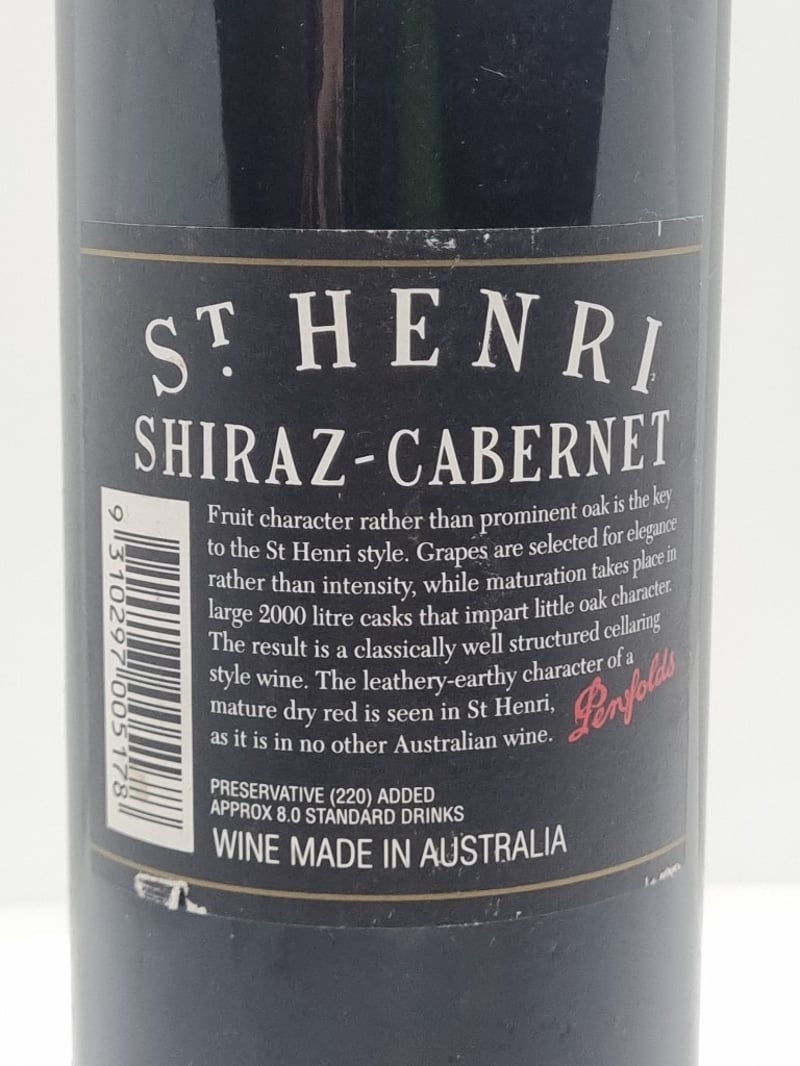 ST. HENRI
SHIRAZ-CABERNET
Fruit character rather than prominent oak is the key
to the St Henri style. Grapes are selected for elegance
rather than intensity, while maturation takes place in
large 2000 litre casks that impart little oak character.
The result is a classically well structured cellaring
style wine. The leathery-earthy character of a
mature dry red is seen in St Henri,
as it is in no other Australian wine.
Penfolds
PRESERVATIVE (220) ADDED
APPROX 8.0 STANDARD DRINKS
WINE MADE IN AUSTRALIA
9 310297 005178